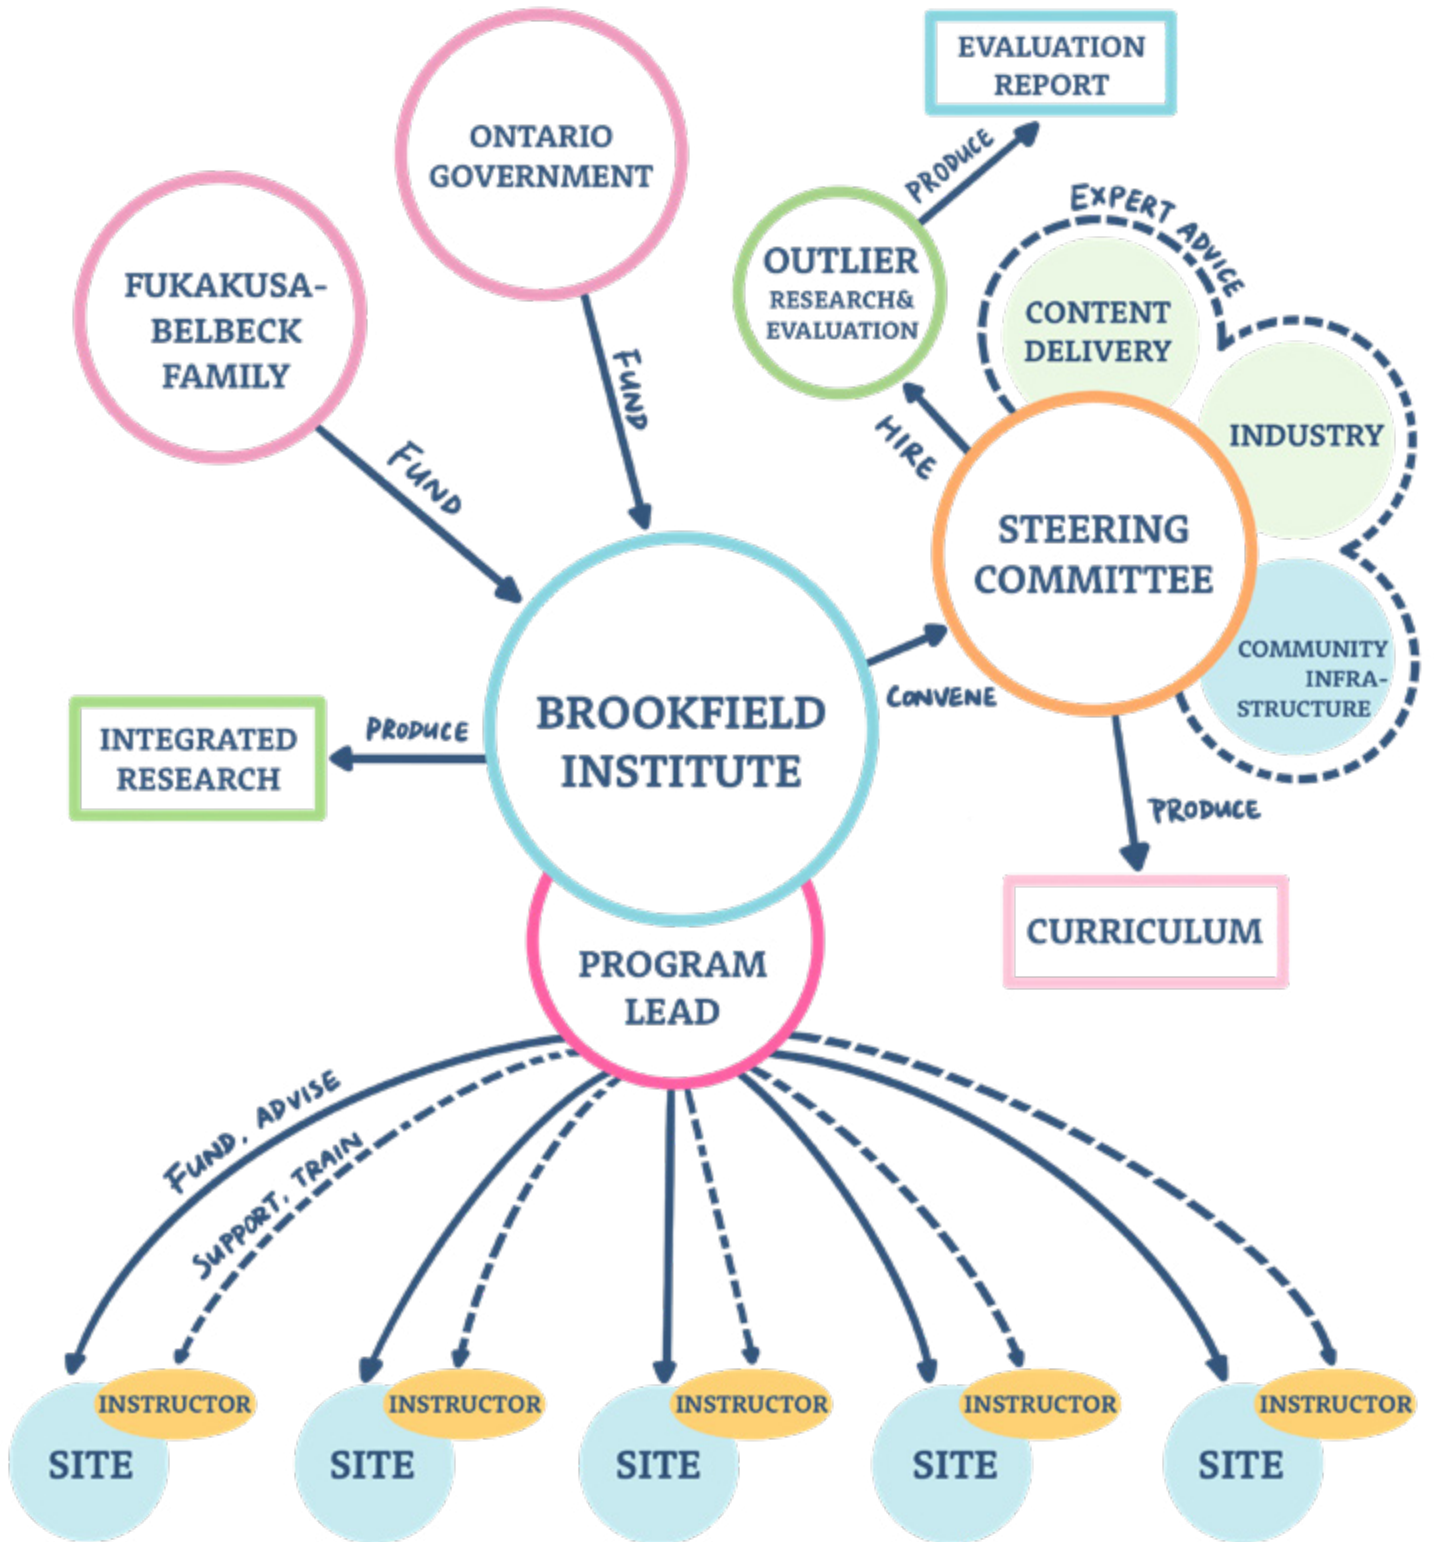 EVALUATION
REPORT
ONTARIO
GOVERNMENT
PRODUCE
EXPERT ADVICE
FUKAKUSA-
BELBECK
FAMILY
OUTLIER
RESEARCH&
EVALUATION
CONTENT
DELIVERY
FUND
FUND
HIRE
INDUSTRY
STEERING
COMMITTEE
COMMUNITY
INFRA-
STRUCTURE
CONVENE
BROOKFIELD
INSTITUTE
PRODUCE
INTEGRATED
RESEARCH
PRODUCE
CURRICULUM
PROGRAM
LEAD
FUND, ADVISE
SUPPORT, TRAIN
INSTRUCTOR
SITE
INSTRUCTOR
SITE
INSTRUCTOR
SITE
INSTRUCTOR
SITE
INSTRUCTOR
SITE